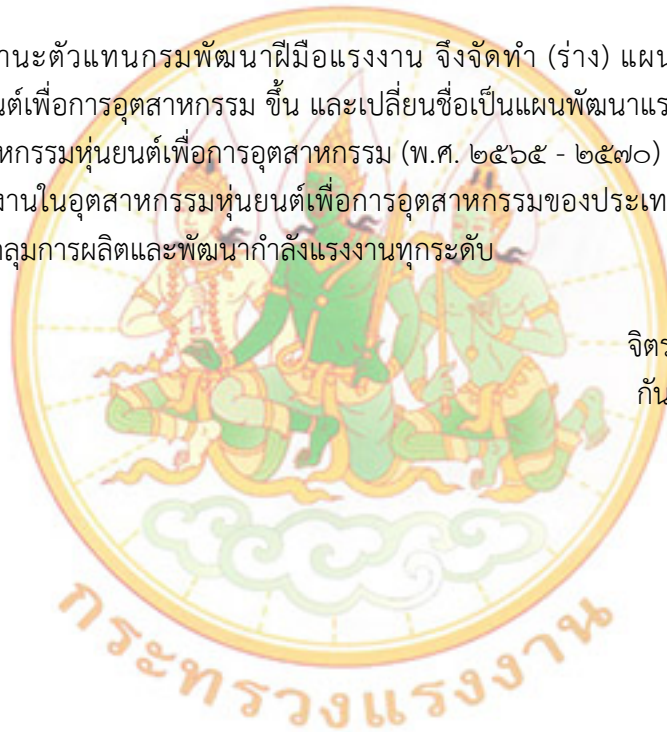 านะตัวแทนกรมพัฒนาฝีมือแรงงาน จึงจัดทำ (ร่าง) แผน
นต์เพื่อการอุตสาหกรรม ขึ้น และเปลี่ยนชื่อเป็นแผนพัฒนาแร
หกรรมหุ่นยนต์เพื่อการอุตสาหกรรม (พ.ศ. ๒๕๖๕ - ๒๕๗๐)
งานในอุตสาหกรรมหุ่นยนต์เพื่อการอุตสาหกรรมของประเท
ลุมการผลิตและพัฒนากำลังแรงงานทุกระดับ
จิตร
กัน
กระทรวงแรงงาน